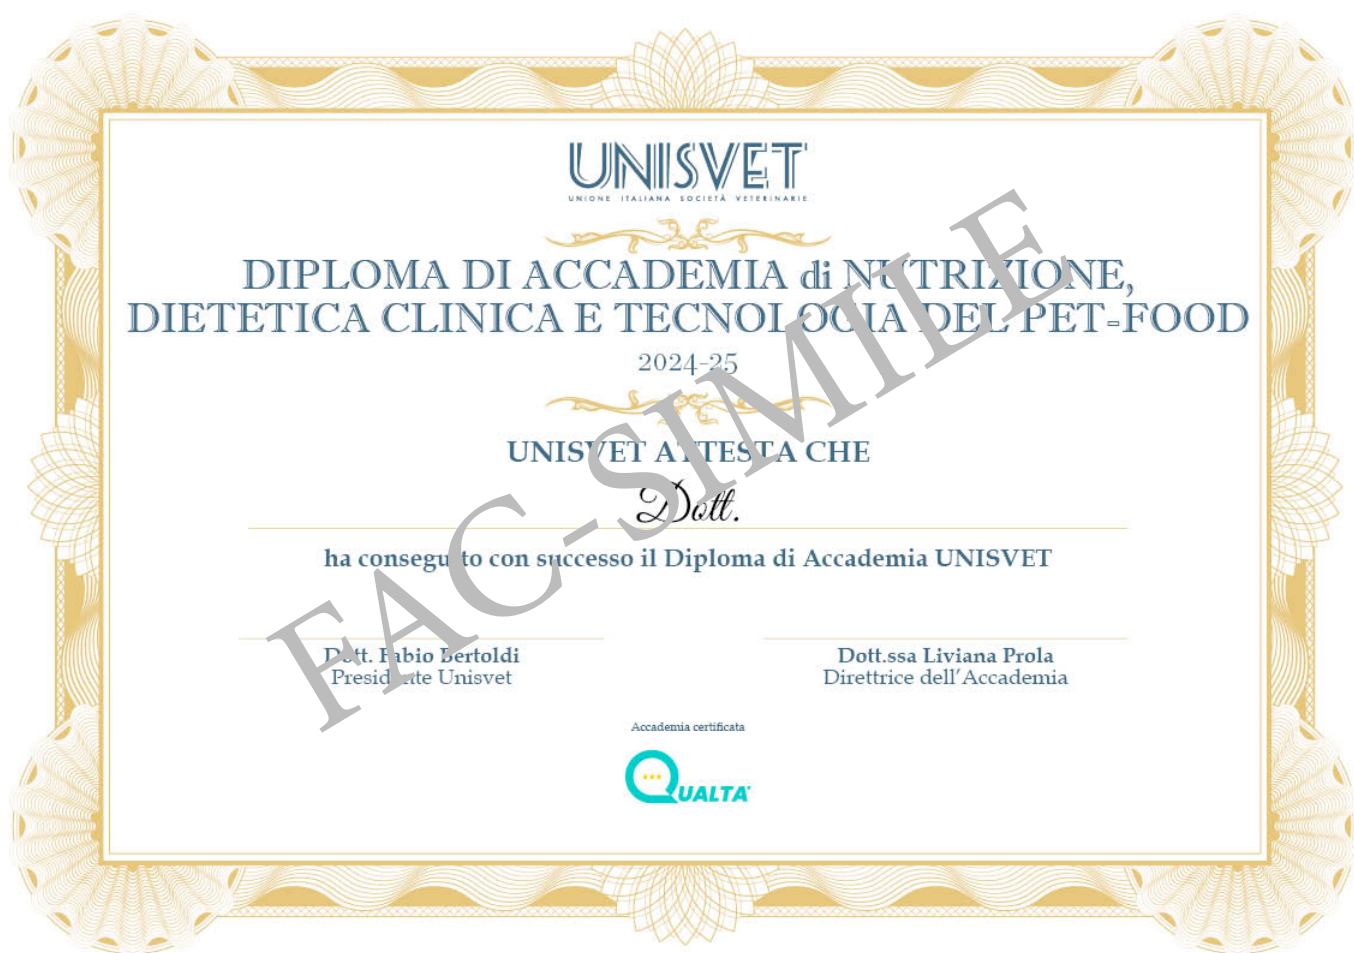 UNISVET
UNIONE ITALIANA SOCIETÀ VETERINARIE
DIPLOMA DI ACCADEMIA di NUTRIZIONE,
DIETETICA CLINICA E TECNOLOGIA DEL PET-FOOD
2024-25
UNISVET ATTESTA CHE
Dott.
ha conseguito con successo il Diploma di Accademia UNISVET
Dott. Fabio Bertoldi
Presidente Unisvet
Dott.ssa Liviana Prola
Direttrice dell'Accademia
Accademia certificata
QUALTA
FAC-SIMILE